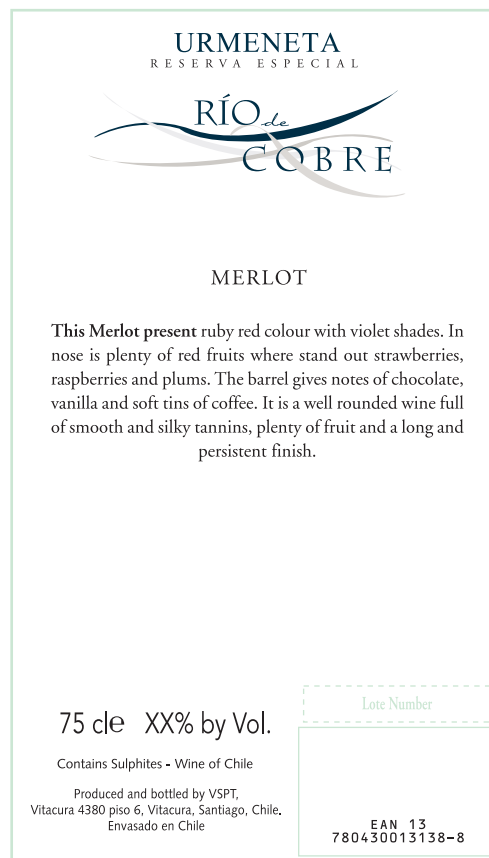 URMENETA
RESERVA ESPECIAL
RÍO de
COBRE
MERLOT
This Merlot present ruby red colour with violet shades. In
nose is plenty of red fruits where stand out strawberries,
raspberries and plums. The barrel gives notes of chocolate,
vanilla and soft tins of coffee. It is a well rounded wine full
of smooth and silky tannins, plenty of fruit and a long and
persistent finish.
Lote Number
75 cle XX% by Vol.
Contains Sulphites - Wine of Chile
Produced and bottled by VSPT,
Vitacura 4380 piso 6, Vitacura, Santiago, Chile.
Envasado en Chile
EAN 13
780430013138-8